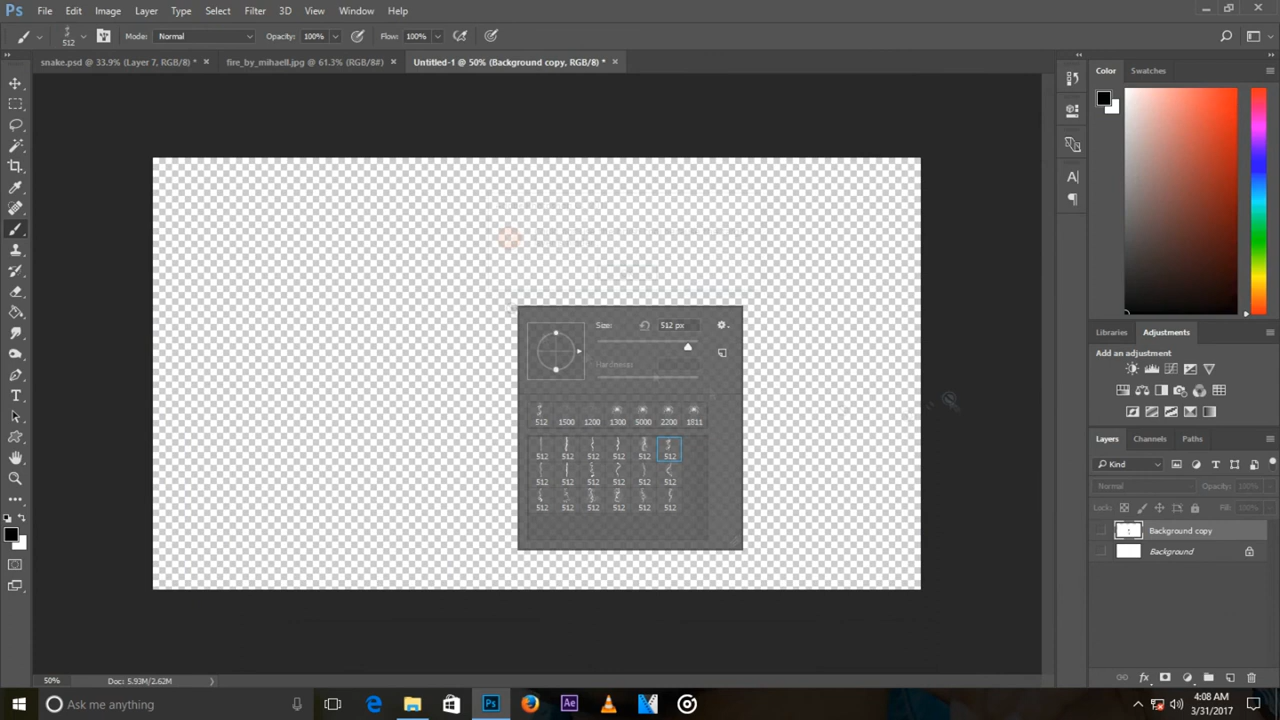 Ps File Edit Image Layer Type Select Filter 3D View Window Help
512 Mode: Normal Opacity: 100% Flow: 100%
snake.psd @ 33.9% (Layer 7, RGB/8) * × fire_by_mihaell.jpg @ 61.3% (RGB/8#) × Untitled-1 @ 50% (Background copy, RGB/8) * ×
Color Swatches
Size: 512 px
Hardness:
512 1500 1200 1300 5000 2200 1811
512 512 512 512 512 512
512 512 512 512 512 512
512 512 512 512 512 512
Libraries Adjustments
Add an adjustment
Layers Channels Paths
Kind
Normal Opacity: 100%
Lock: Fill: 100%
Background copy
Background
50% Doc: 5.93M/2.62M
Ask me anything
Ps Ae
4:08 AM
3/31/2017